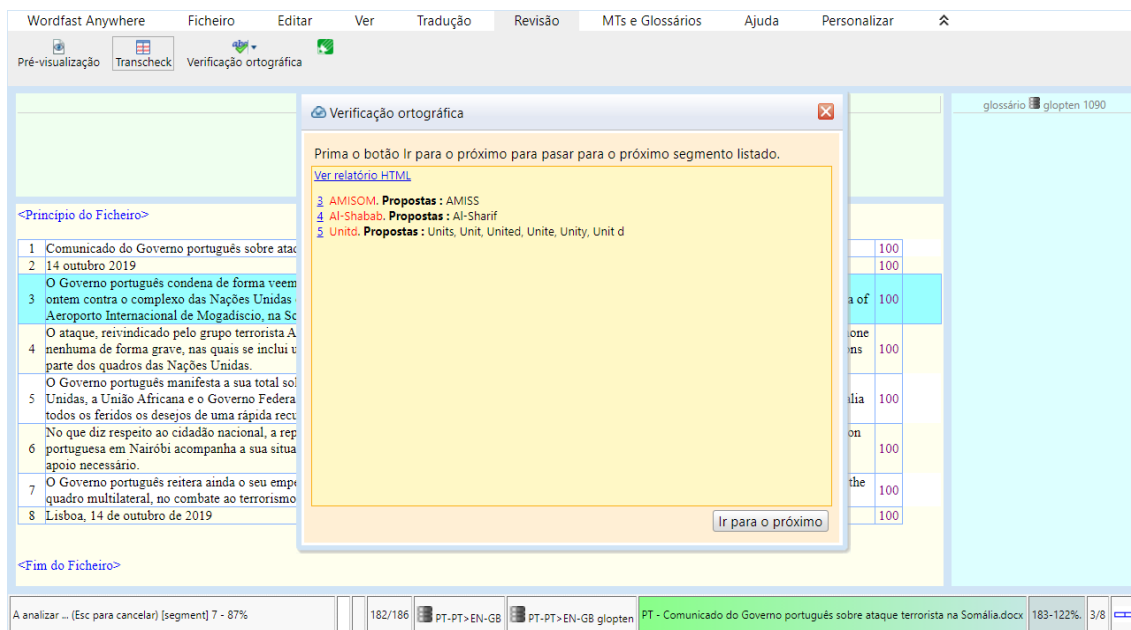 Wordfast Anywhere Ficheiro Editar Ver Tradução Revisão MTs e Glossários Ajuda Personalizar
Pré-visualização Transcheck Verificação ortográfica
glossário glopten 1090
Verificação ortográfica
Prima o botão Ir para o próximo para passar para o próximo segmento listado.
Ver relatório HTML
3 AMISOM. Propostas : AMISS
4 Al-Shabab. Propostas : Al-Sharif
5 Unitd. Propostas : Units, Unit, United, Unite, Unity, Unit d
Ir para o próximo
<Princípio do Ficheiro>
1 Comunicado do Governo português sobre ataq 100
2 14 outubro 2019 100
O Governo português condena de forma veem
3 ontem contra o complexo das Nações Unidas a of 100
Aeroporto Internacional de Mogadíscio, na So
O ataque, reivindicado pelo grupo terrorista A one
4 nenhuma de forma grave, nas quais se inclui u ns 100
parte dos quadros das Nações Unidas.
O Governo português manifesta a sua total sol
5 Unidas, a União Africana e o Governo Federa lia 100
todos os feridos os desejos de uma rápida recu
No que diz respeito ao cidadão nacional, a rep on
6 portuguesa em Nairóbi acompanha a sua situa 100
apoio necessário.
O Governo português reitera ainda o seu empe the
7 quadro multilateral, no combate ao terrorismo 100
8 Lisboa, 14 de outubro de 2019 100
<Fim do Ficheiro>
A analizar ... (Esc para cancelar) [segment] 7 - 87% 182/186 PT-PT>EN-GB PT-PT>EN-GB glopten PT - Comunicado do Governo português sobre ataque terrorista na Somália.docx 183-122%. 3/8